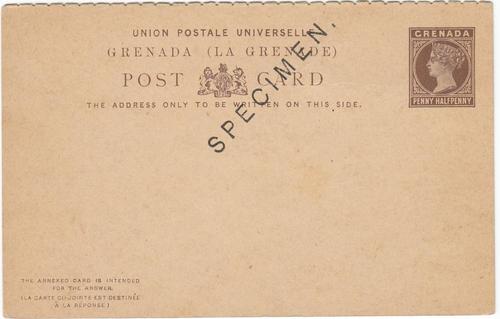 UNION POSTALE UNIVERSELLE
GRENADA (LA GRENADE)
POST CARD
THE ADDRESS ONLY TO BE WRITTEN ON THIS SIDE.
SPECIMEN.
GRENADA
PENNY HALFPENNY
THE ANNEXED CARD IS INTENDED
FOR THE ANSWER.
(LA CARTE CI-JOINTE EST DESTINÉE
À LA RÉPONSE)